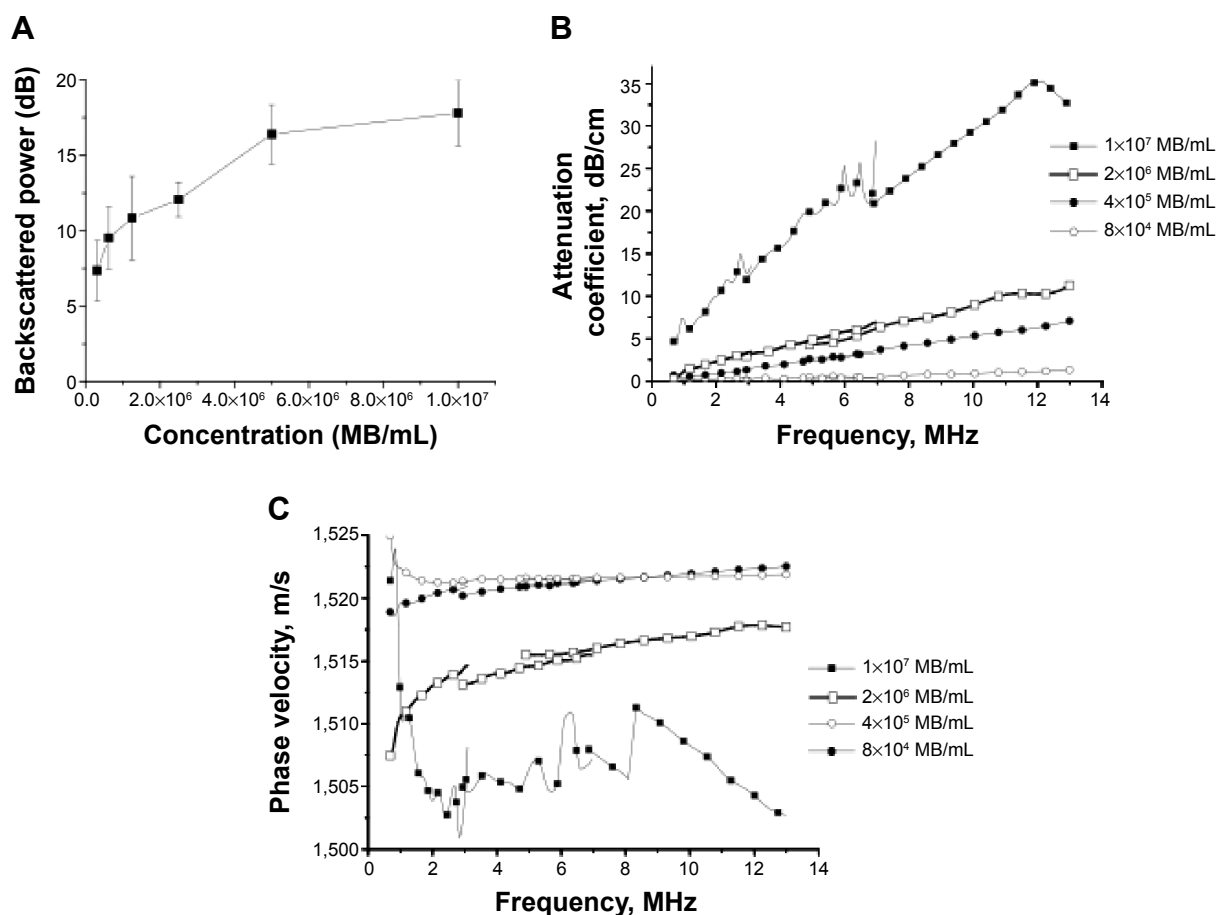 A
Backscattered power (dB)
20
15
10
5
0
0.0
2.0×10⁶
4.0×10⁶
6.0×10⁶
8.0×10⁶
1.0×10⁷
Concentration (MB/mL)
B
Attenuation
coefficient, dB/cm
35
30
25
20
15
10
5
0
0
2
4
6
8
10
12
14
Frequency, MHz
1×10⁷ MB/mL
2×10⁶ MB/mL
4×10⁵ MB/mL
8×10⁴ MB/mL
C
Phase velocity, m/s
1,525
1,520
1,515
1,510
1,505
1,500
0
2
4
6
8
10
12
14
Frequency, MHz
1×10⁷ MB/mL
2×10⁶ MB/mL
4×10⁵ MB/mL
8×10⁴ MB/mL